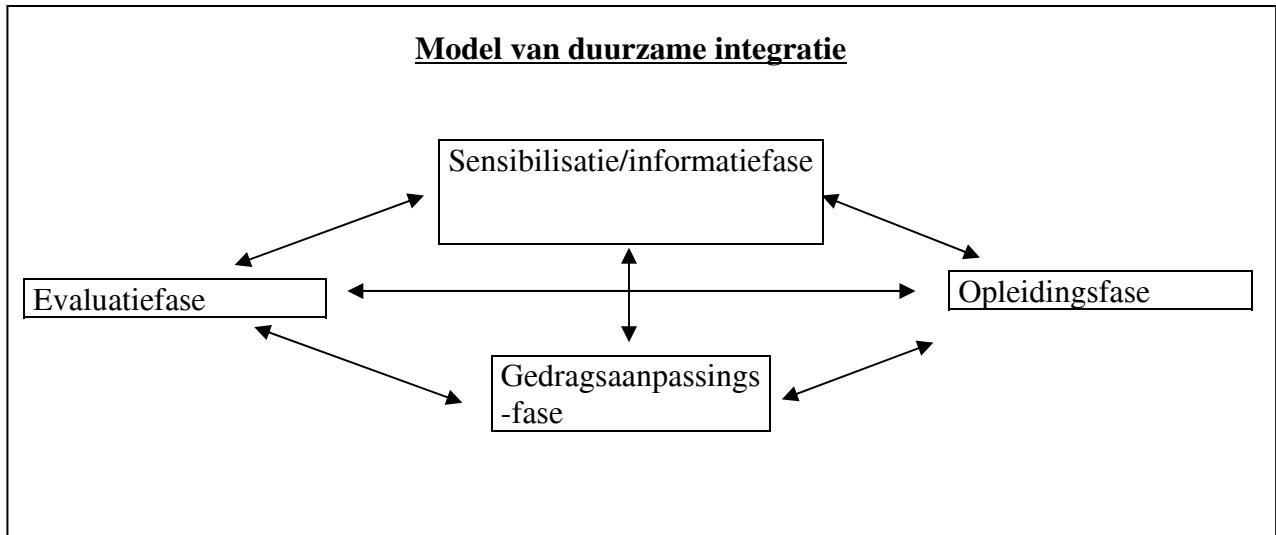 Model van duurzame integratie
Sensibilisatie/informatiefase
Evaluatiefase
Opleidingsfase
Gedragsaanpassings
-fase